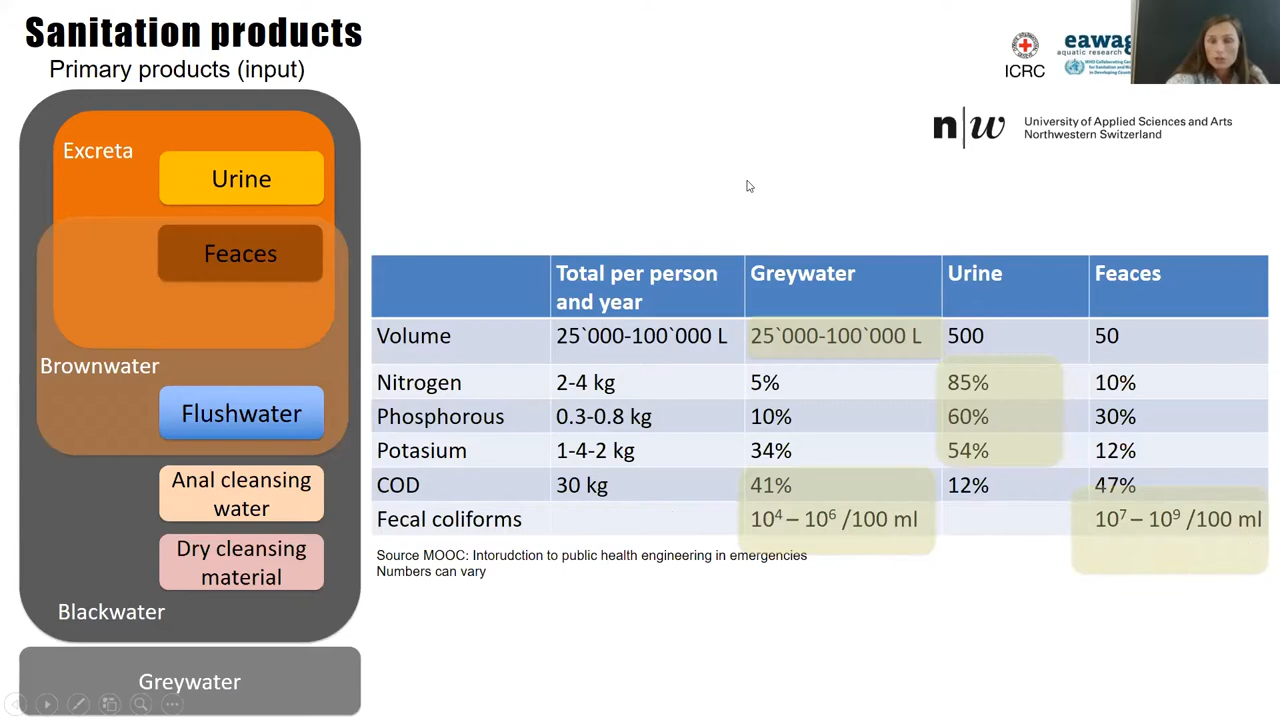 Sanitation products
Primary products (input)
Excreta
Urine
Feaces
Brownwater
Flushwater
Anal cleansing
water
Dry cleansing
material
Blackwater
Greywater
ICRC
eawag
aquatic research
n|w
University of Applied Sciences and Arts
Northwestern Switzerland
Total per person and year Greywater Urine Feaces
Volume 25`000-100`000 L 25`000-100`000 L 500 50
Nitrogen 2-4 kg 5% 85% 10%
Phosphorous 0.3-0.8 kg 10% 60% 30%
Potasium 1-4-2 kg 34% 54% 12%
COD 30 kg 41% 12% 47%
Fecal coliforms 10⁴ – 10⁶ /100 ml 10⁷ – 10⁹ /100 ml
Source MOOC: Intorudction to public health engineering in emergencies
Numbers can vary